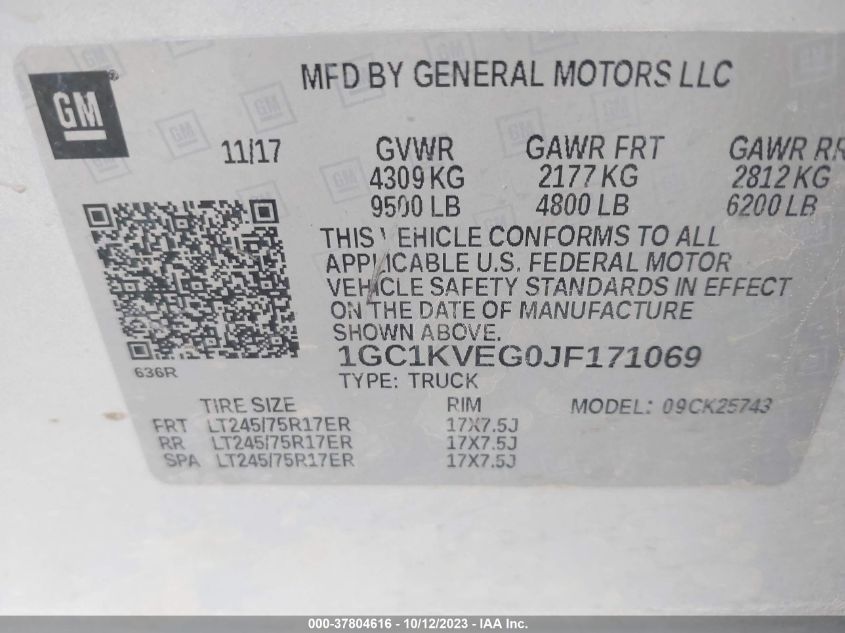 GM
MFD BY GENERAL MOTORS LLC
11/17
GVWR GAWR FRT GAWR RR
4309 KG 2177 KG 2812 KG
9500 LB 4800 LB 6200 LB
THIS VEHICLE CONFORMS TO ALL
APPLICABLE U.S. FEDERAL MOTOR
VEHICLE SAFETY STANDARDS IN EFFECT
ON THE DATE OF MANUFACTURE
SHOWN ABOVE.
1GC1KVEG0JF171069
636R
TYPE: TRUCK
TIRE SIZE RIM MODEL: 09CK25743
FRT LT245/75R17ER 17X7.5J
RR LT245/75R17ER 17X7.5J
SPA LT245/75R17ER 17X7.5J
000-37804616 - 10/12/2023 - IAA Inc.